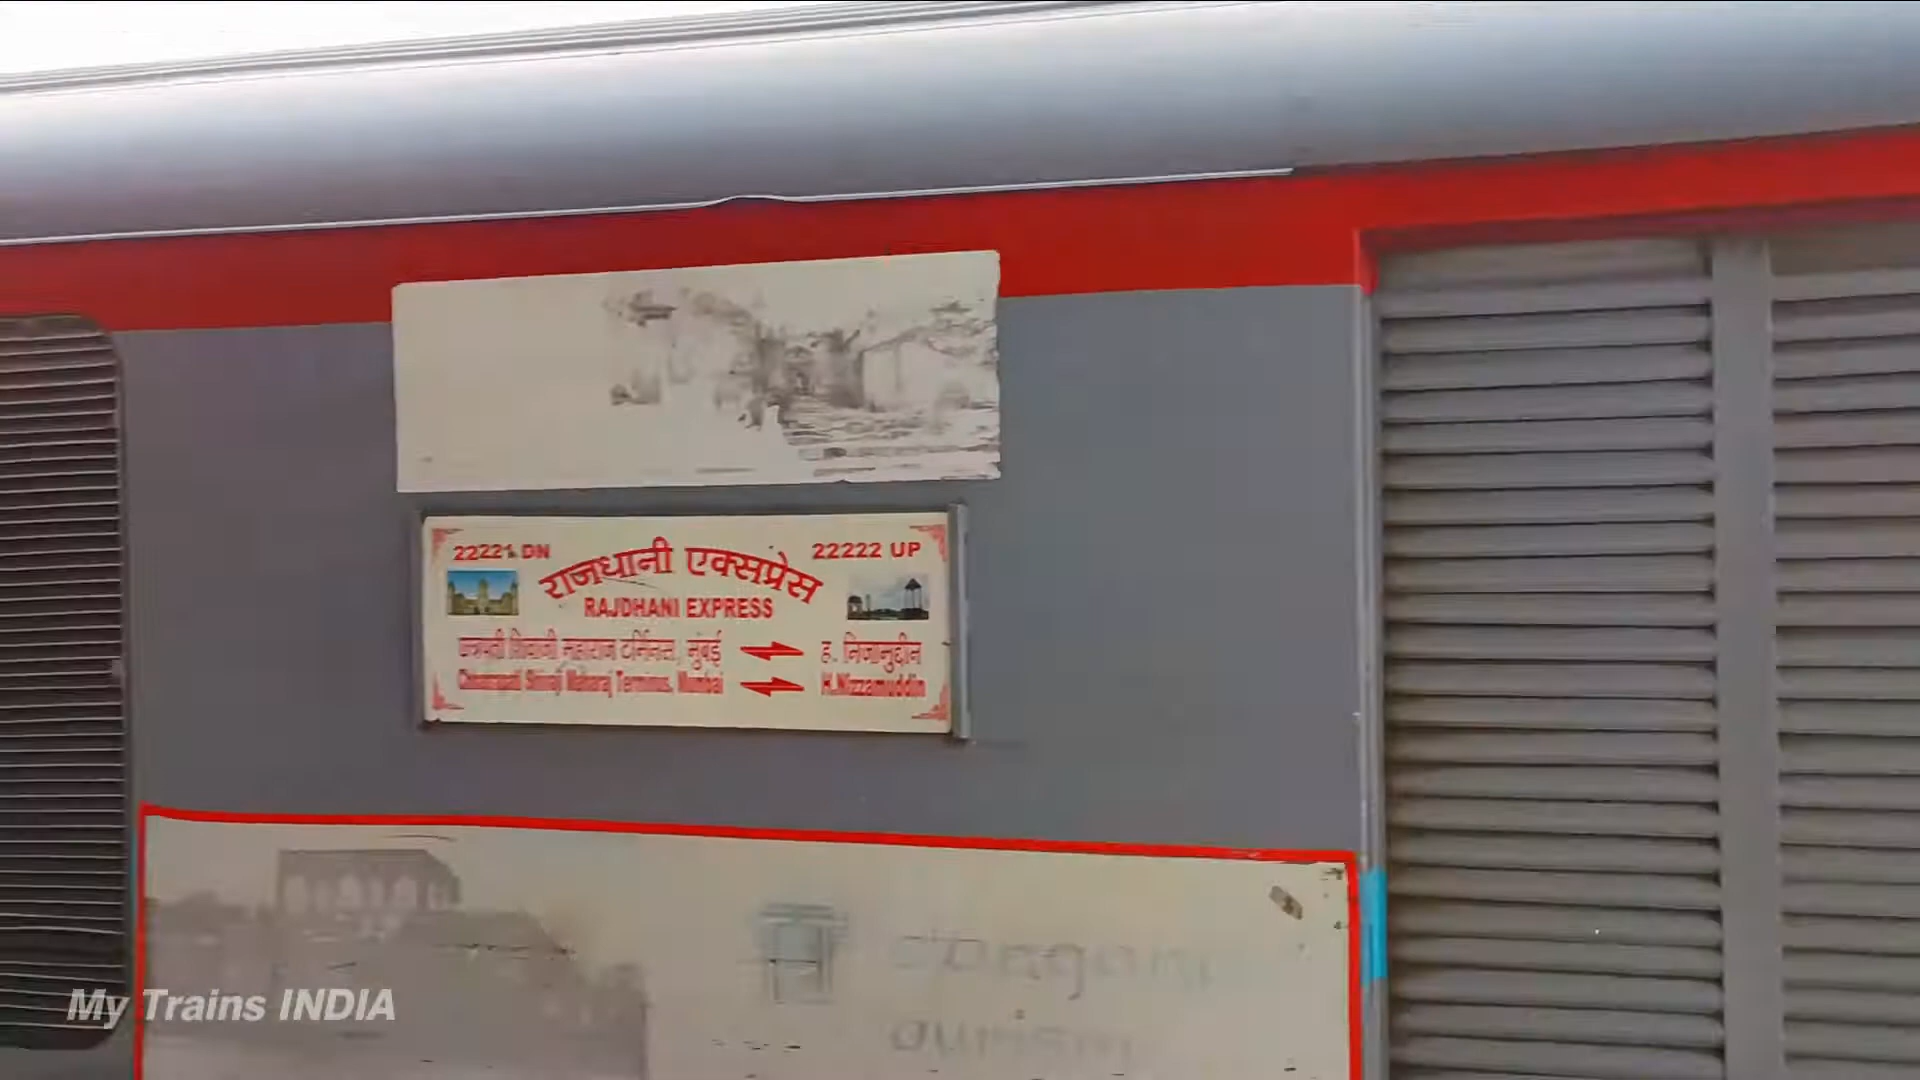 22221 DN
राजधानी एक्सप्रेस
22222 UP
RAJDHANI EXPRESS
छत्रपती शिवाजी महाराज टर्मिनस, मुंबई
ह. निजामुद्दीन
Chhatrapati Shivaji Maharaj Terminus, Mumbai
H.Nizzamuddin
My Trains INDIA